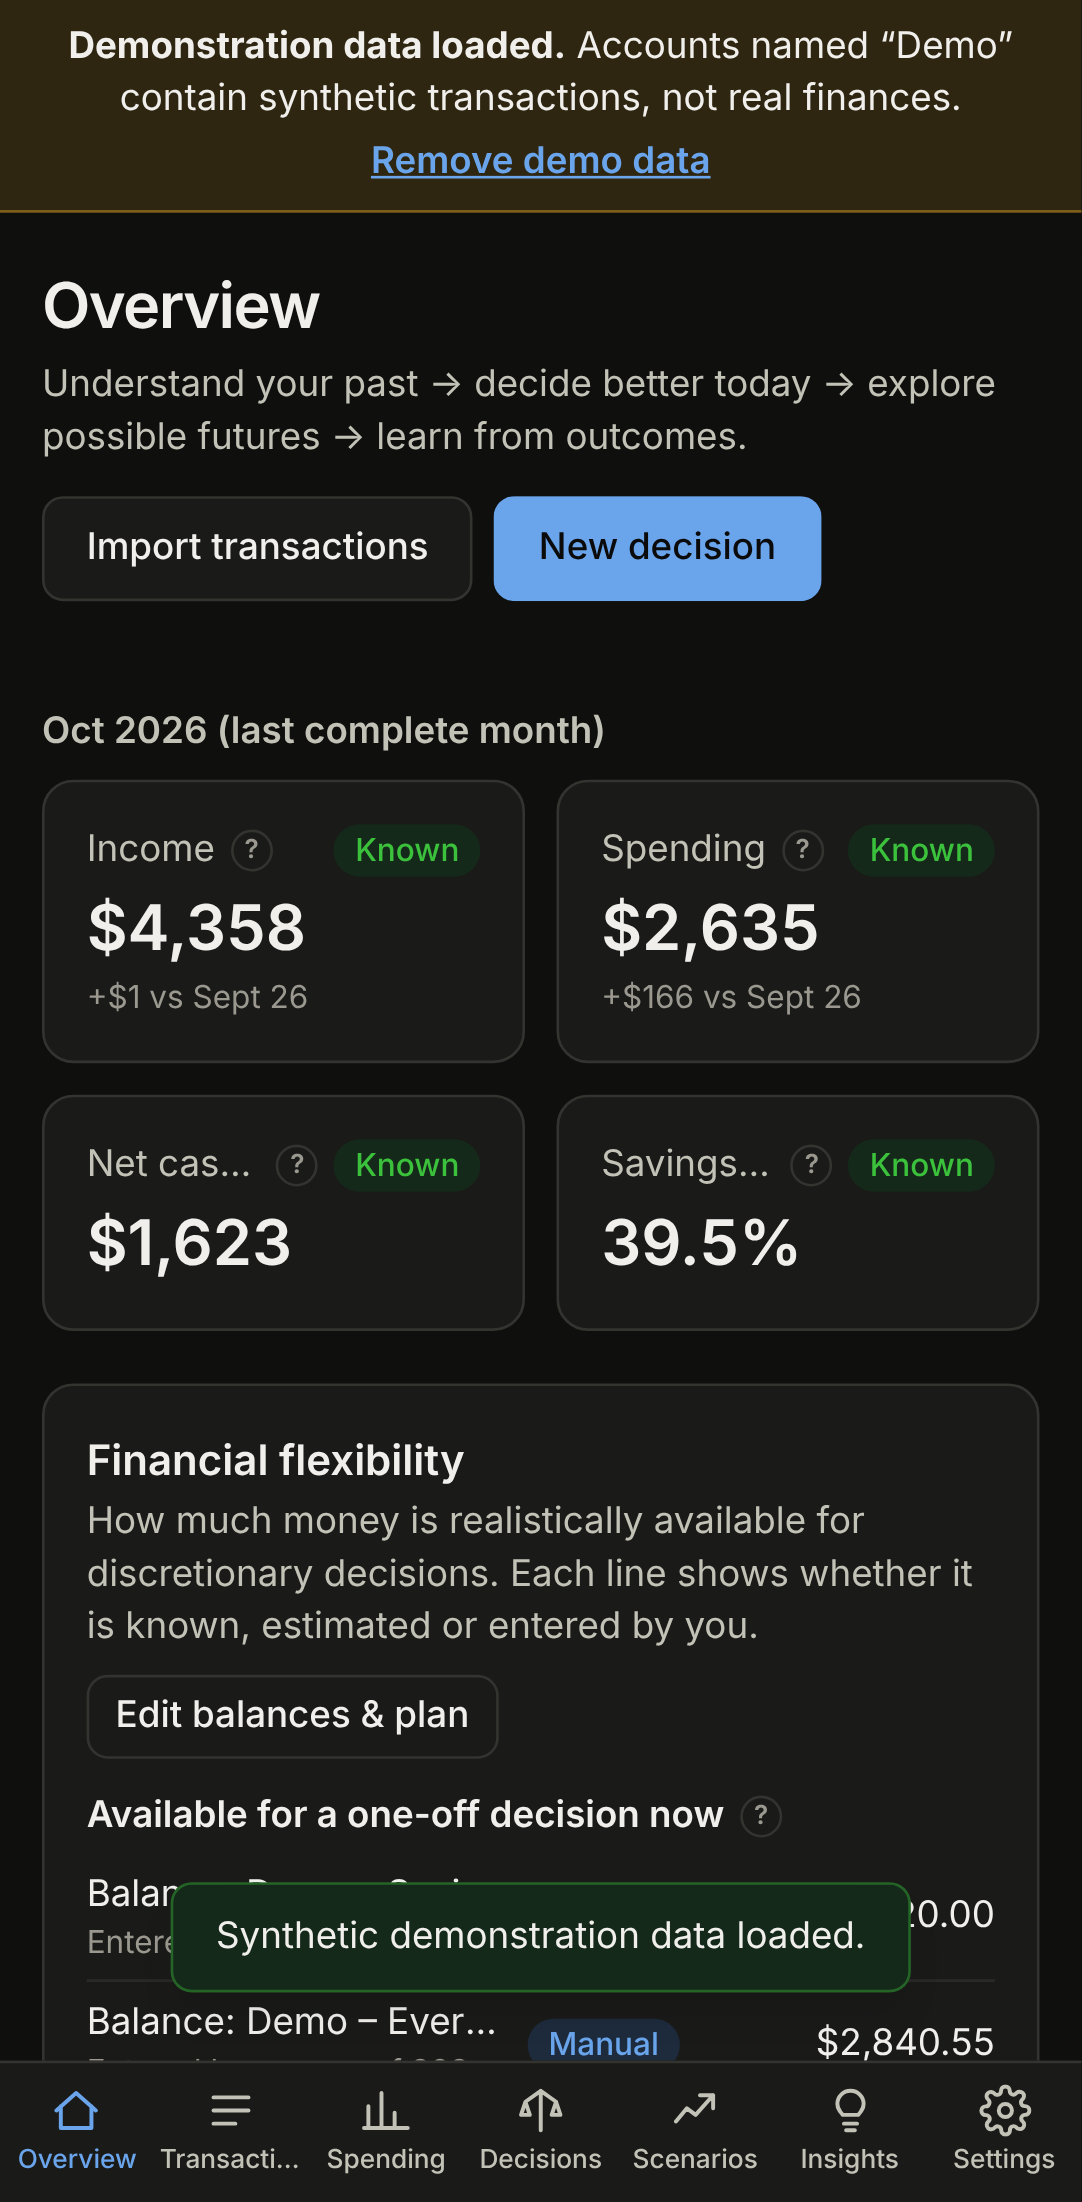 Demonstration data loaded. Accounts named “Demo”
contain synthetic transactions, not real finances.
Remove demo data
Overview
Understand your past → decide better today → explore
possible futures → learn from outcomes.
Import transactions New decision
Oct 2026 (last complete month)
Income ? Known
$4,358
+$1 vs Sept 26
Spending ? Known
$2,635
+$166 vs Sept 26
Net cas... ? Known
$1,623
Savings... ? Known
39.5%
Financial flexibility
How much money is realistically available for
discretionary decisions. Each line shows whether it
is known, estimated or entered by you.
Edit balances & plan
Available for a one-off decision now ?
Synthetic demonstration data loaded.
Balance: Demo – Ever... Manual $2,840.55
Overview Transacti... Spending Decisions Scenarios Insights Settings